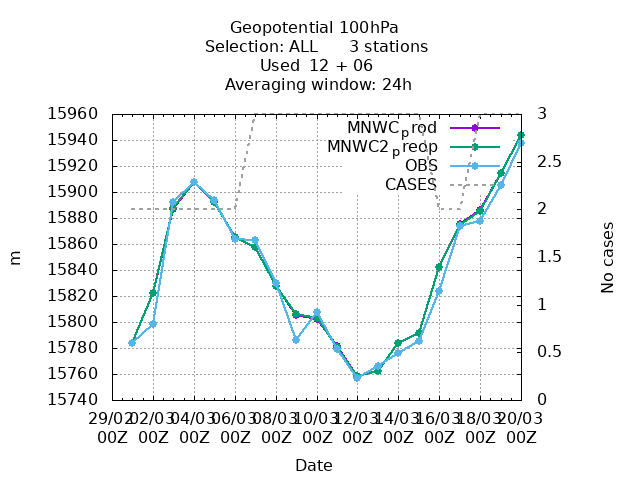 Geopotential 100hPa
Selection: ALL 3 stations
Used 12 + 06
Averaging window: 24h
15960
15940
15920
15900
15880
15860
15840
15820
15800
15780
15760
15740
m
MNWCprod
MNWC2preop
OBS
CASES
3
2.5
2
1.5
1
0.5
0
No cases
29/02 02/03 04/03 06/03 08/03 10/03 12/03 14/03 16/03 18/03 20/03
00Z 00Z 00Z 00Z 00Z 00Z 00Z 00Z 00Z 00Z 00Z
Date